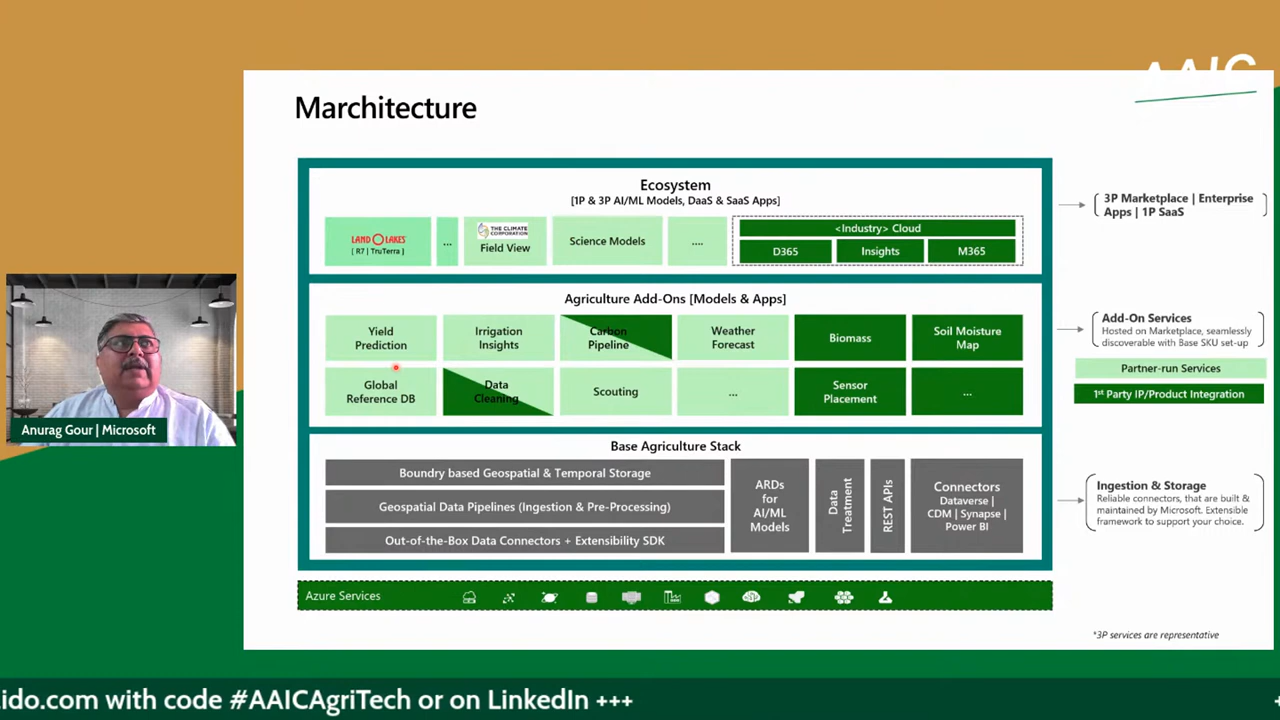 AAIC
Marchitecture
Ecosystem
[1P & 3P AI/ML Models, DaaS & SaaS Apps]
LAND O LAKES
( R7 | TruTerra )
...
THE CLIMATE
CORPORATION
Field View
Science Models
....
<Industry> Cloud
D365
Insights
M365
3P Marketplace | Enterprise
Apps | 1P SaaS
Agriculture Add-Ons [Models & Apps]
Yield
Prediction
Irrigation
Insights
Carbon
Pipeline
Weather
Forecast
Biomass
Soil Moisture
Map
Global
Reference DB
Data
Cleaning
Scouting
...
Sensor
Placement
...
Add-On Services
Hosted on Marketplace, seamlessly
discoverable with Base SKU set-up
Partner-run Services
1st Party IP/Product Integration
Base Agriculture Stack
Boundry based Geospatial & Temporal Storage
Geospatial Data Pipelines (Ingestion & Pre-Processing)
Out-of-the-Box Data Connectors + Extensibility SDK
ARDs
for
AI/ML
Models
Data
Treatment
REST APIs
Connectors
Dataverse |
CDM | Synapse |
Power BI
Ingestion & Storage
Reliable connectors, that are built &
maintained by Microsoft. Extensible
framework to support your choice.
Azure Services
*3P services are representative
Anurag Gour | Microsoft
.ido.com with code #AAICAgriTech or on LinkedIn +++